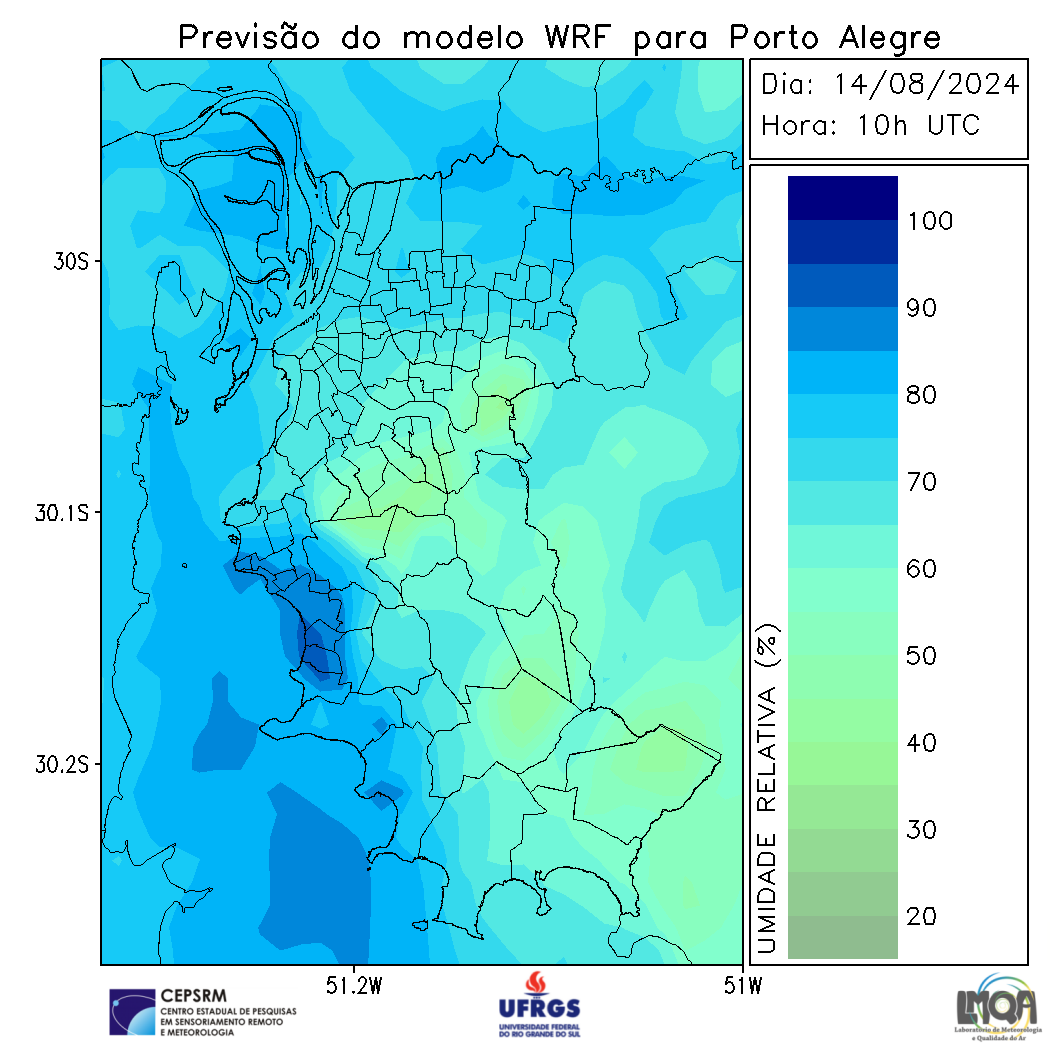 Previsão do modelo WRF para Porto Alegre
Dia: 14/08/2024
Hora: 10h UTC
30S
30.1S
30.2S
51.2W
51W
100
90
80
70
60
50
40
30
20
UMIDADE RELATIVA (%)
CEPSRM
CENTRO ESTADUAL DE PESQUISAS
EM SENSORIAMENTO REMOTO
E METEOROLOGIA
UFRGS
UNIVERSIDADE FEDERAL
DO RIO GRANDE DO SUL
LMQA
Laboratório de Meteorologia
e Qualidade do Ar